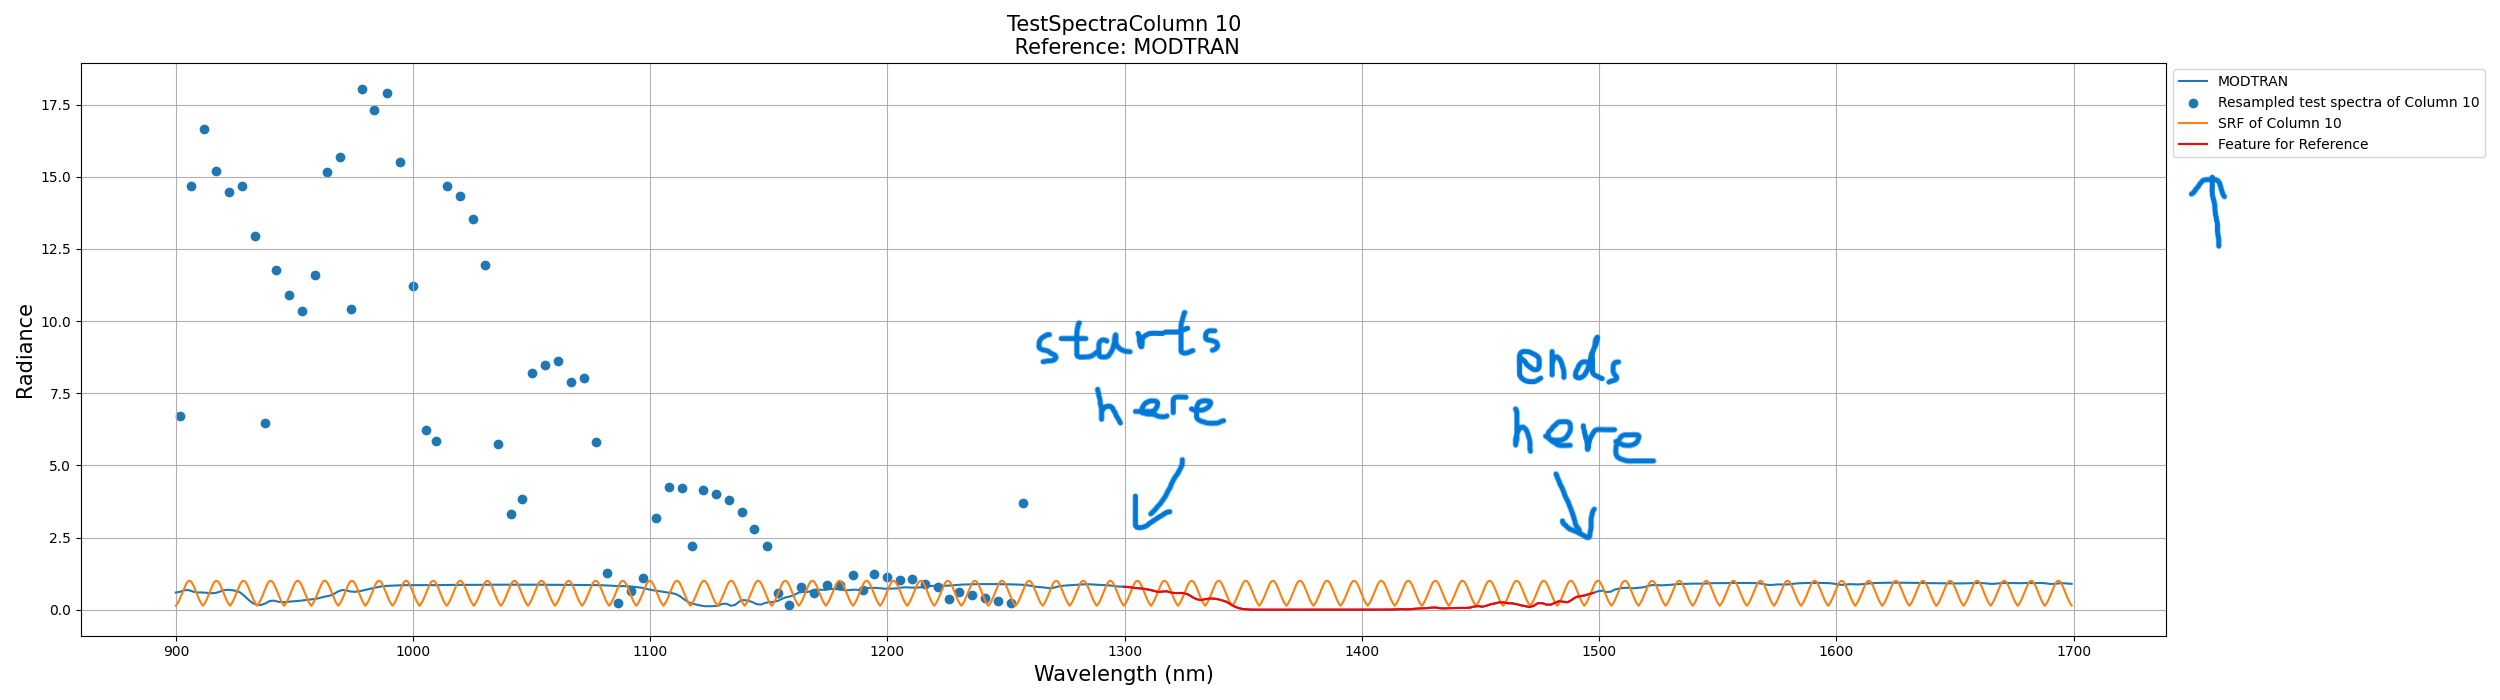 TestSpectraColumn 10
Reference: MODTRAN
MODTRAN
Resampled test spectra of Column 10
SRF of Column 10
Feature for Reference
Radiance
17.5
15.0
12.5
10.0
7.5
5.0
2.5
0.0
starts
here
ends
here
900
1000
1100
1200
1300
1400
1500
1600
1700
Wavelength (nm)